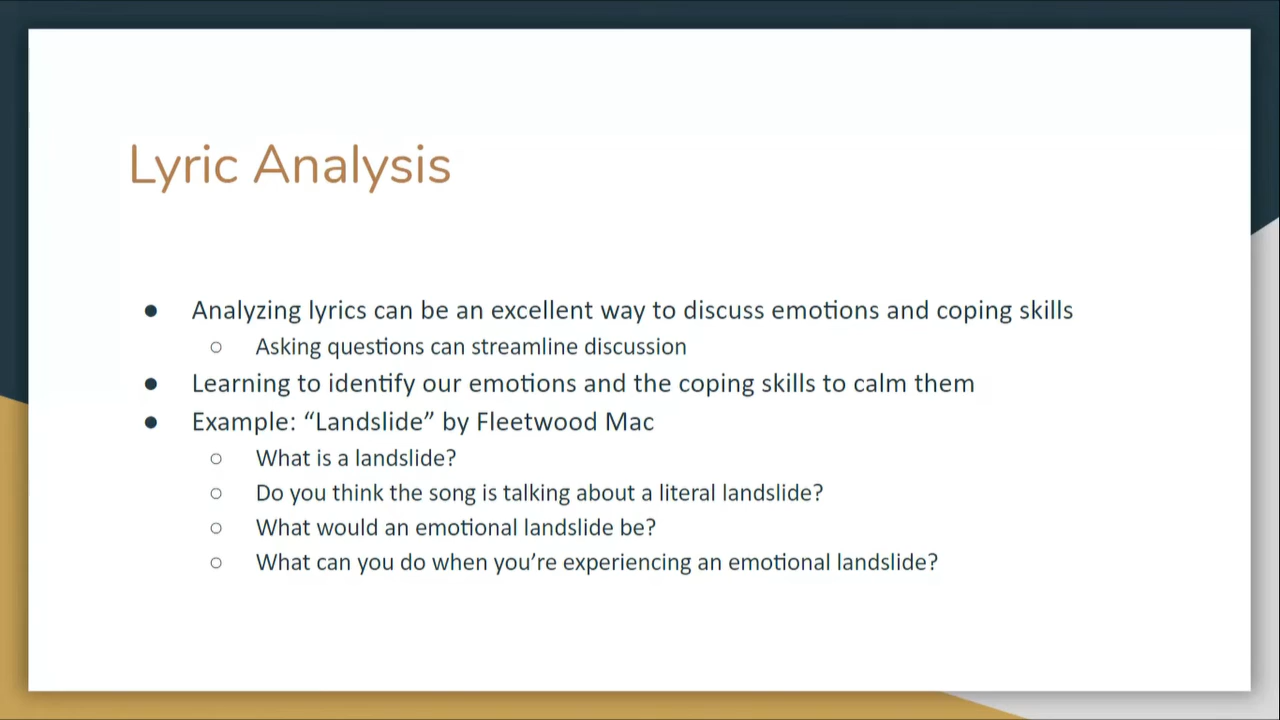 Lyric Analysis
● Analyzing lyrics can be an excellent way to discuss emotions and coping skills
○ Asking questions can streamline discussion
● Learning to identify our emotions and the coping skills to calm them
● Example: “Landslide” by Fleetwood Mac
○ What is a landslide?
○ Do you think the song is talking about a literal landslide?
○ What would an emotional landslide be?
○ What can you do when you’re experiencing an emotional landslide?